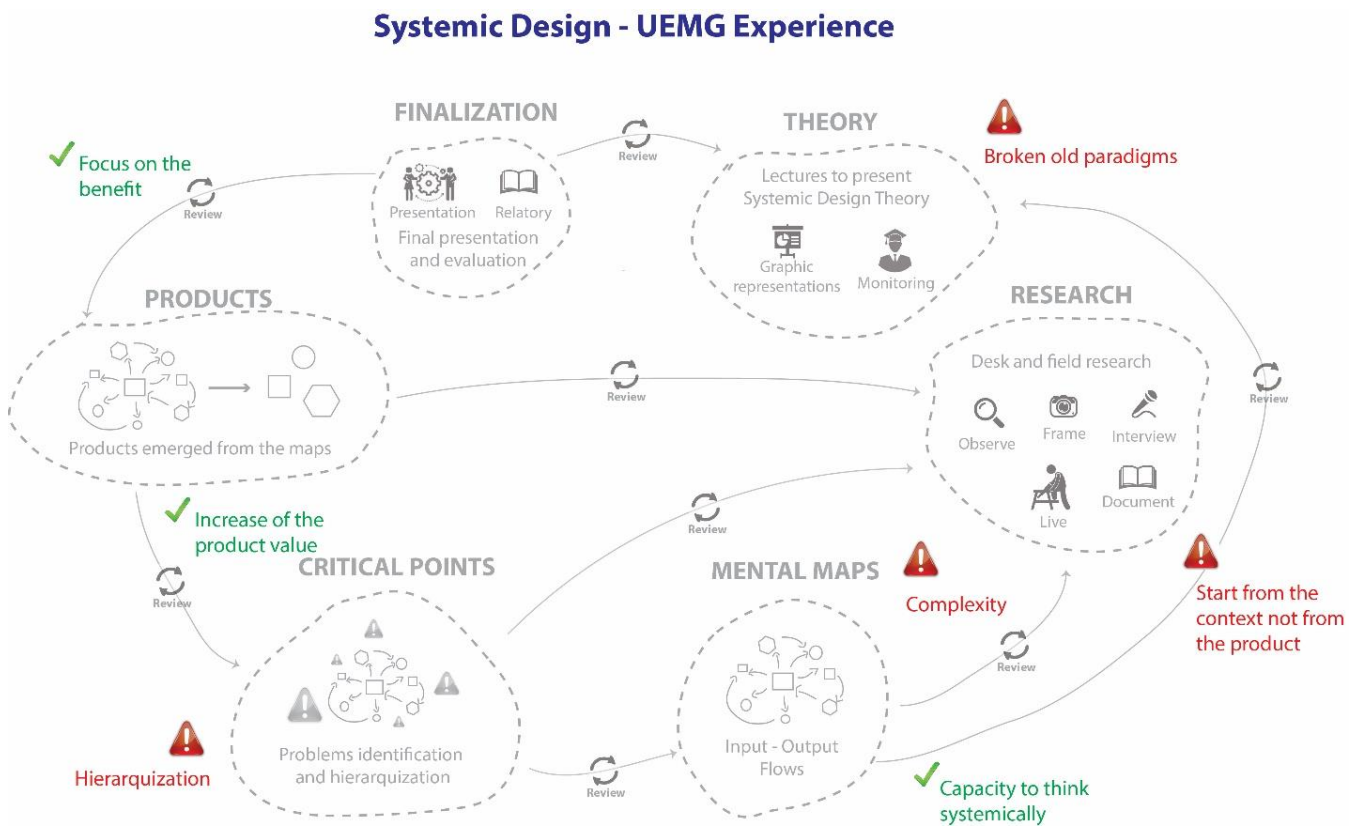 Systemic Design - UEMG Experience
FINALIZATION
Presentation
Relatory
Final presentation
and evaluation
Review
THEORY
Lectures to present
Systemic Design Theory
Graphic
representations
Monitoring
Broken old paradigms
Focus on the
benefit
Review
PRODUCTS
Products emerged from the maps
Review
RESEARCH
Desk and field research
Observe
Frame
Interview
Live
Document
Review
Increase of the
product value
Review
CRITICAL POINTS
Problems identification
and hierarquization
Hierarquization
Review
Review
MENTAL MAPS
Input - Output
Flows
Complexity
Review
Start from the
context not from
the product
Capacity to think
systemically